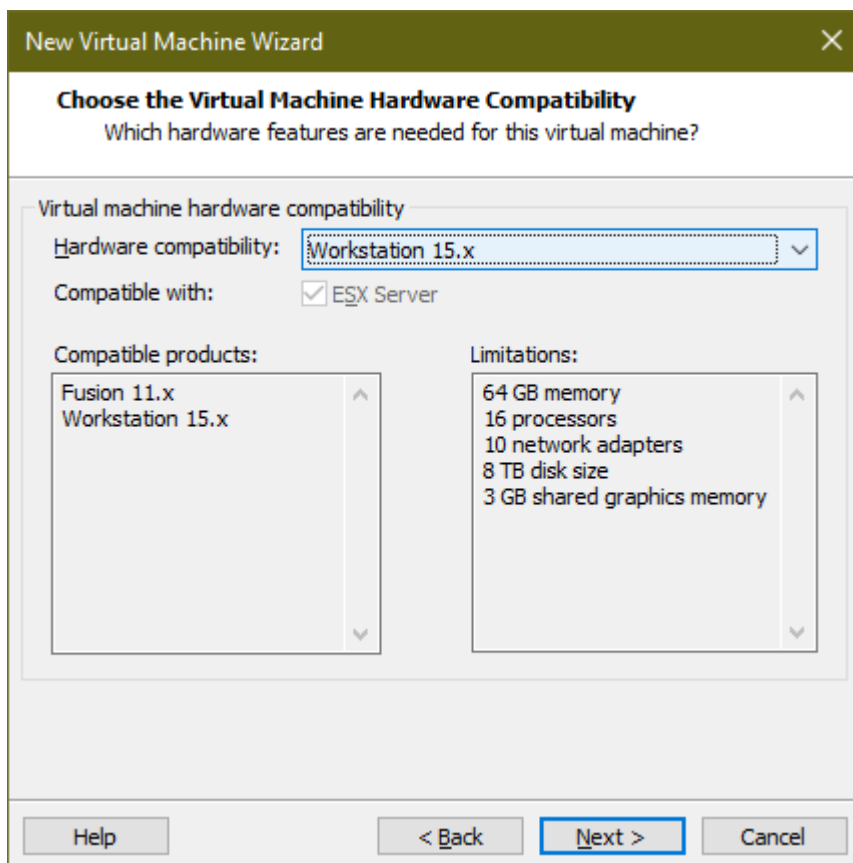 New Virtual Machine Wizard
Choose the Virtual Machine Hardware Compatibility
Which hardware features are needed for this virtual machine?
Virtual machine hardware compatibility
Hardware compatibility: Workstation 15.x
Compatible with: ESX Server
Compatible products:
Fusion 11.x
Workstation 15.x
Limitations:
64 GB memory
16 processors
10 network adapters
8 TB disk size
3 GB shared graphics memory
Help < Back Next > Cancel